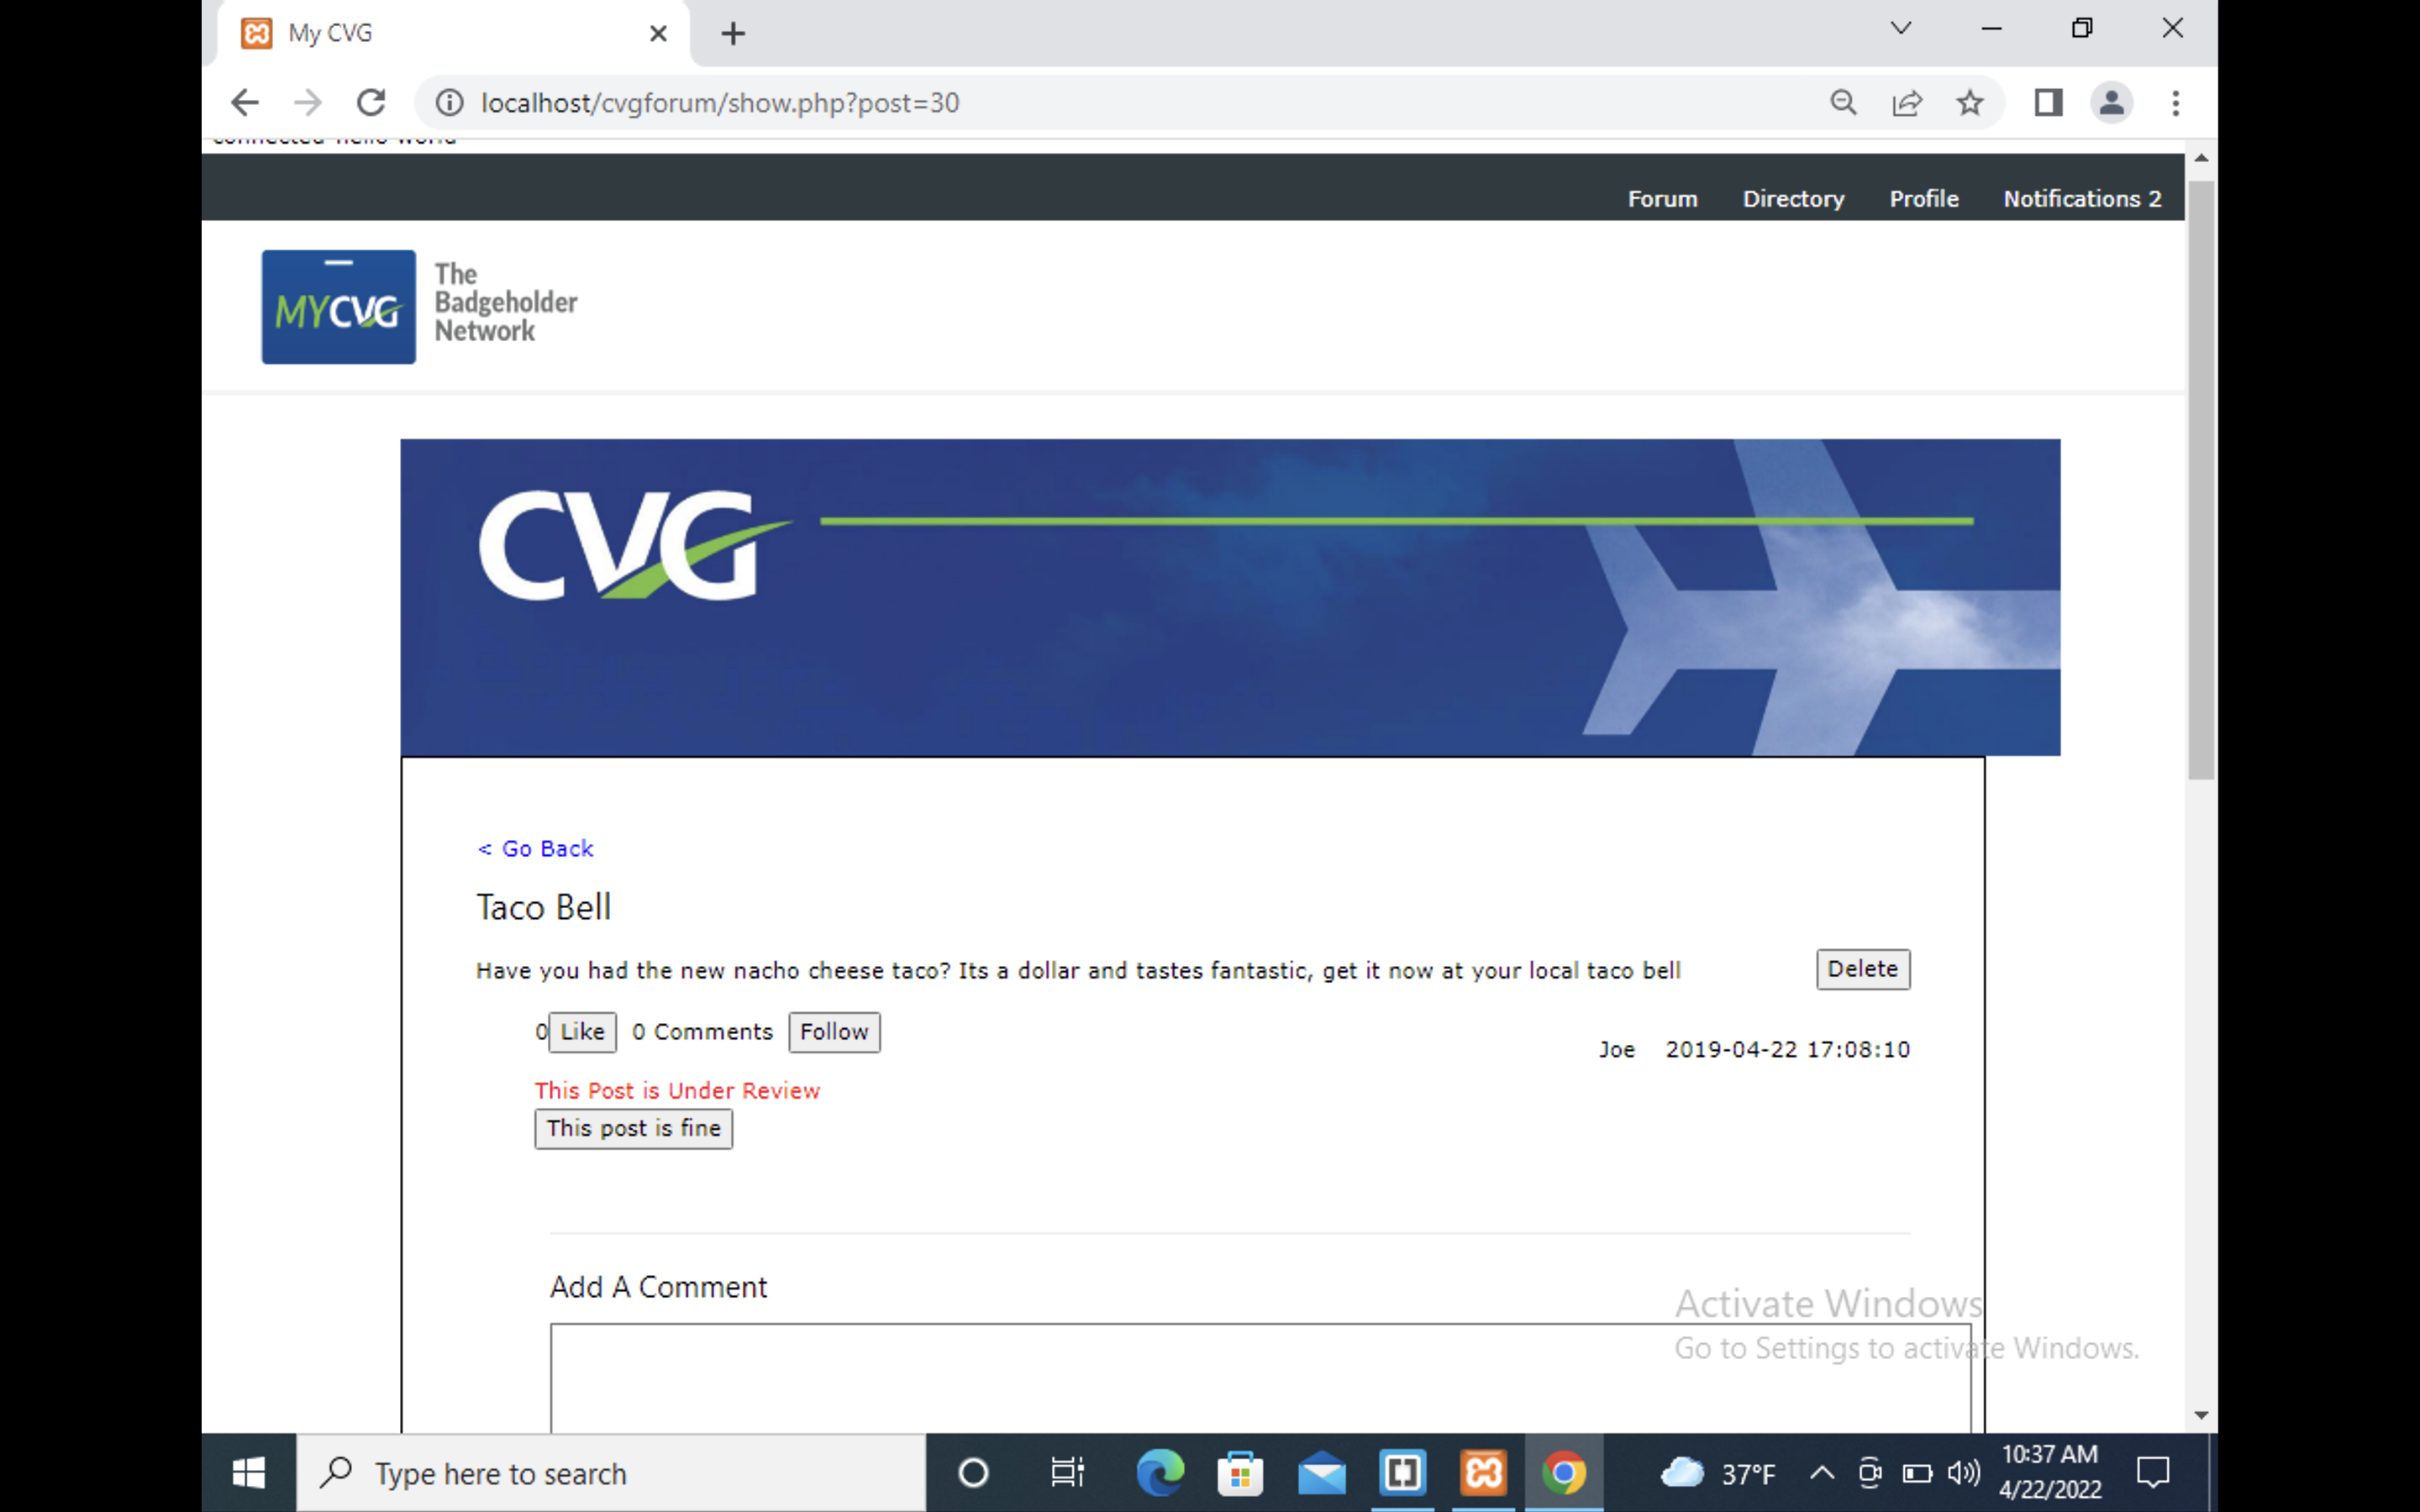 My CVG
localhost/cvgforum/show.php?post=30
connected hello world
Forum Directory Profile Notifications 2
MYCVG
The
Badgeholder
Network
CVG
< Go Back
Taco Bell
Have you had the new nacho cheese taco? Its a dollar and tastes fantastic, get it now at your local taco bell
Delete
0 Like 0 Comments Follow
Joe 2019-04-22 17:08:10
This Post is Under Review
This post is fine
Add A Comment
Activate Windows
Go to Settings to activate Windows.
Type here to search
37°F
10:37 AM
4/22/2022